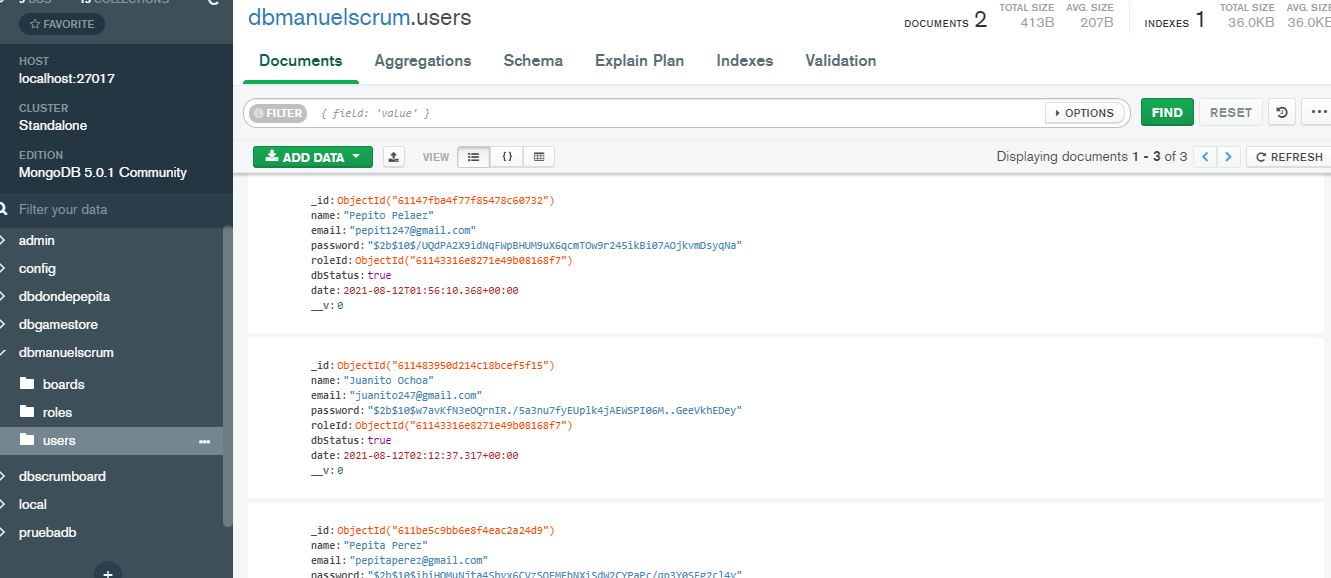 9 DBS 13 COLLECTIONS
FAVORITE
HOST
localhost:27017
CLUSTER
Standalone
EDITION
MongoDB 5.0.1 Community
Filter your data
admin
config
dbdondepepita
dbgamestore
dbmanuelscrum
boards
roles
users
dbscrumboard
local
pruebadb
dbmanuelscrum.users
DOCUMENTS 2 TOTAL SIZE 413B AVG. SIZE 207B INDEXES 1 TOTAL SIZE 36.0KB AVG. SIZE 36.0KB
Documents Aggregations Schema Explain Plan Indexes Validation
FILTER { field: 'value' } OPTIONS FIND RESET ...
ADD DATA VIEW {} Displaying documents 1 - 3 of 3 < > REFRESH
_id: ObjectId("61147fba4f77f85478c60732")
name: "Pepito Pelaez"
email: "pepit1247@gmail.com"
password: "$2b$10$/UQdPA2X9idNqFWpBHUM9uX6qcmTOw9r245ikBi07AOjkvmDsyqNa"
roleId: ObjectId("61143316e8271e49b08168f7")
dbStatus: true
date: 2021-08-12T01:56:10.368+00:00
__v: 0
_id: ObjectId("611483950d214c18bcef5f15")
name: "Juanito Ochoa"
email: "juanito247@gmail.com"
password: "$2b$10$w7avKfN3eOQrnIR./5a3nu7fyEUplk4jAEWSPI06M..GeeVkhEDey"
roleId: ObjectId("61143316e8271e49b08168f7")
dbStatus: true
date: 2021-08-12T02:12:37.317+00:00
__v: 0
_id: ObjectId("611be5c9bb6e8f4eac2a24d9")
name: "Pepita Perez"
email: "pepitaperez@gmail.com"
password: